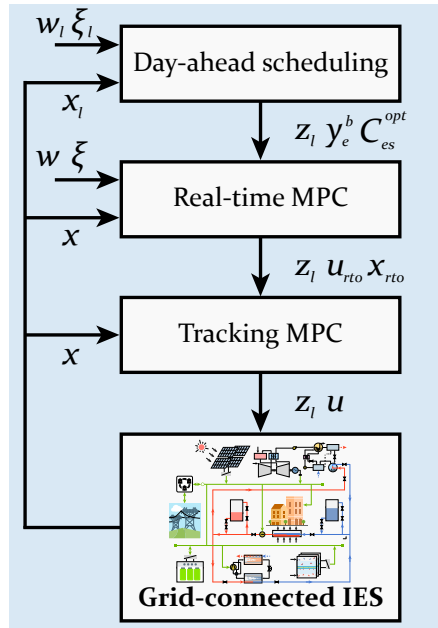 w_l ξ_l
Day-ahead scheduling
x_l
z_l y_e^b C_es^opt
w ξ
Real-time MPC
x
z_l u_rto x_rto
Tracking MPC
x
z_l u
Grid-connected IES